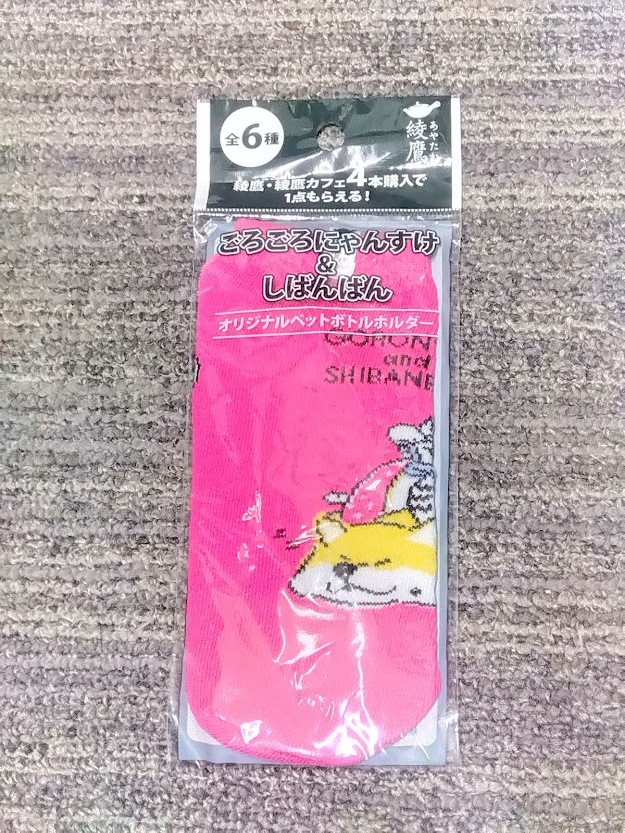 全6種
あやたか
綾鷹
綾鷹・綾鷹カフェ4本購入で
1点もらえる!
ごろごろにゃんすけ
&
しばんばん
オリジナルペットボトルホルダー
and